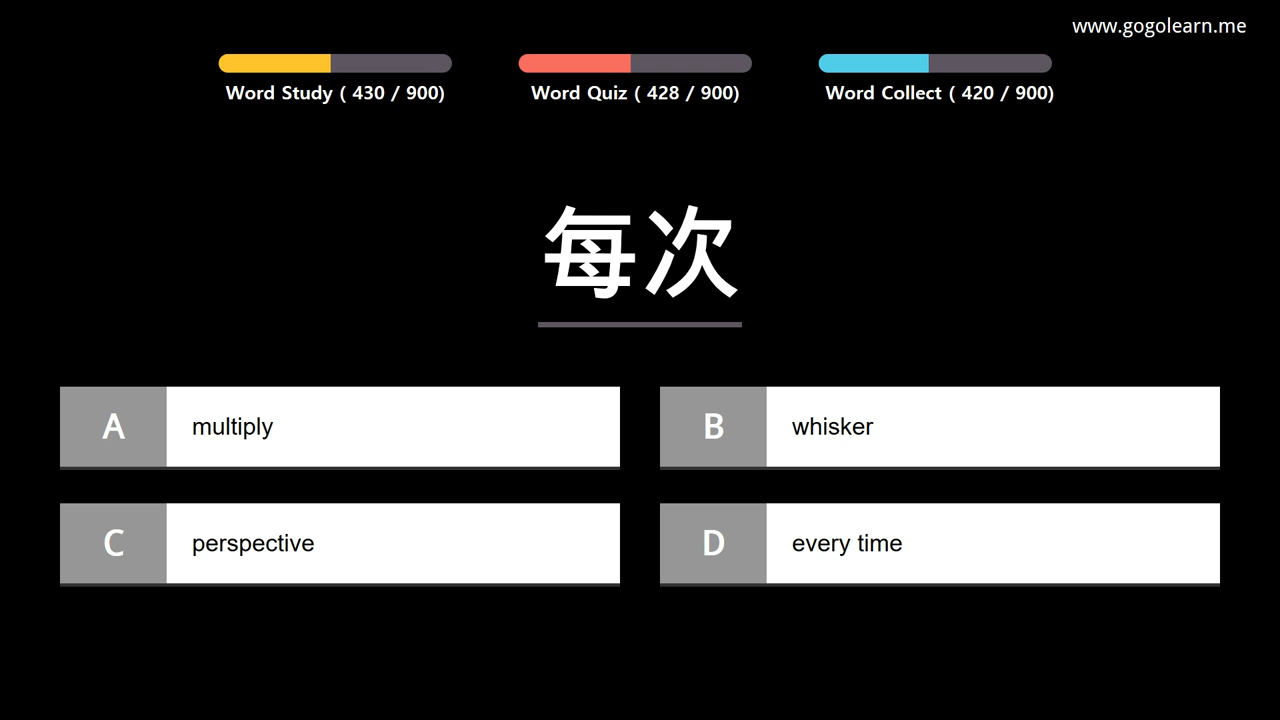 www.gogolearn.me
Word Study ( 430 / 900)
Word Quiz ( 428 / 900)
Word Collect ( 420 / 900)
每次
A multiply
B whisker
C perspective
D every time